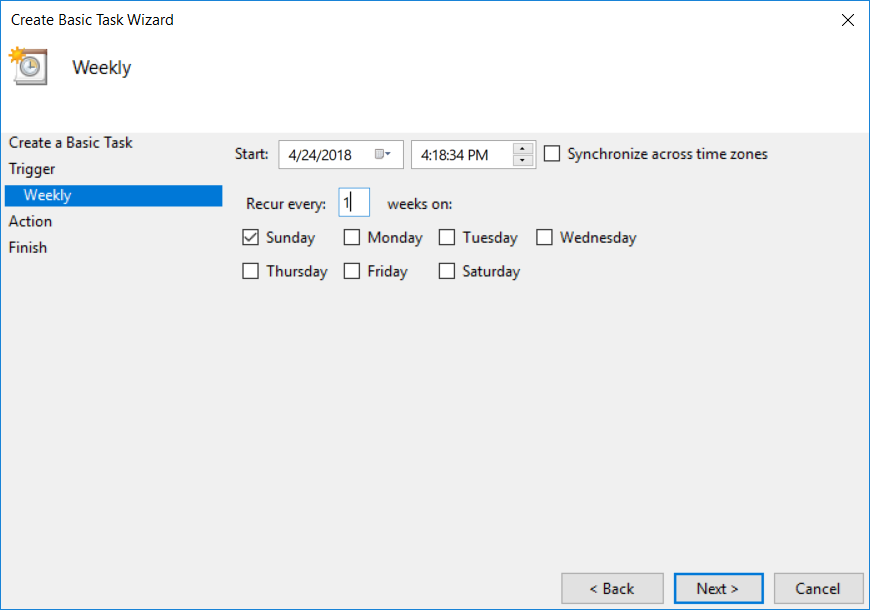 Create Basic Task Wizard
Weekly
Create a Basic Task
Trigger
Weekly
Action
Finish
Start: 4/24/2018 4:18:34 PM Synchronize across time zones
Recur every: 1 weeks on:
Sunday Monday Tuesday Wednesday
Thursday Friday Saturday
< Back Next > Cancel